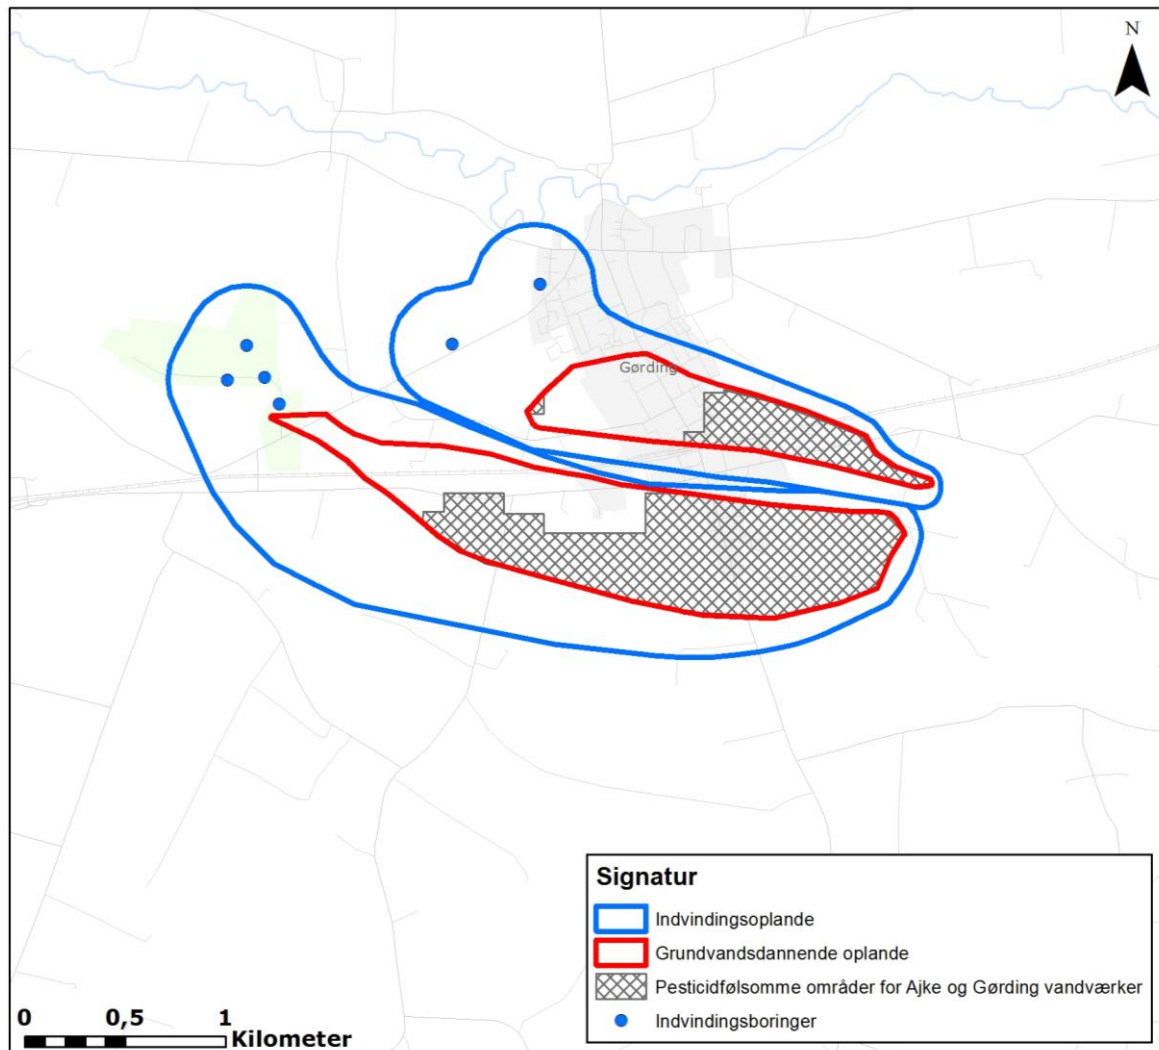 N
Gørding
Signatur
Indvindingsoplande
Grundvandsdannende oplande
Pesticidfølsomme områder for Ajke og Gørding vandværker
Indvindingsboringer
0 0,5 1
Kilometer